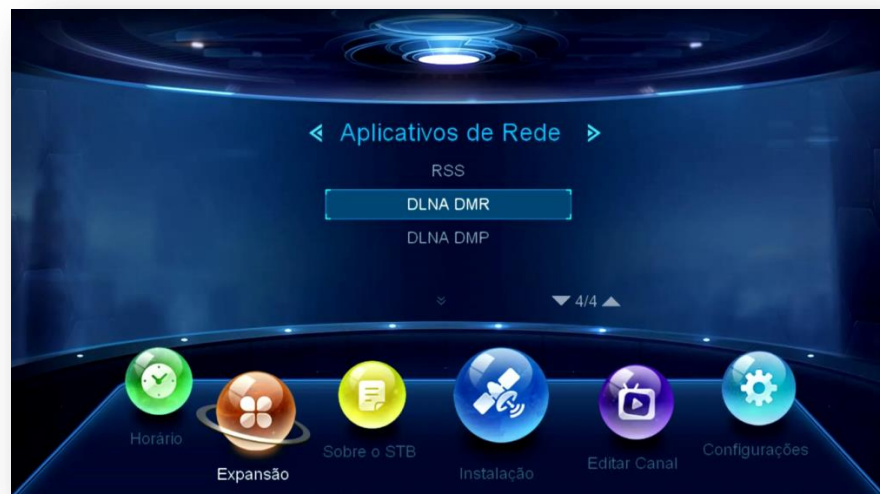 Aplicativos de Rede
RSS
DLNA DMR
DLNA DMP
4/4
Horário
Expansão
Sobre o STB
Instalação
Editar Canal
Configurações